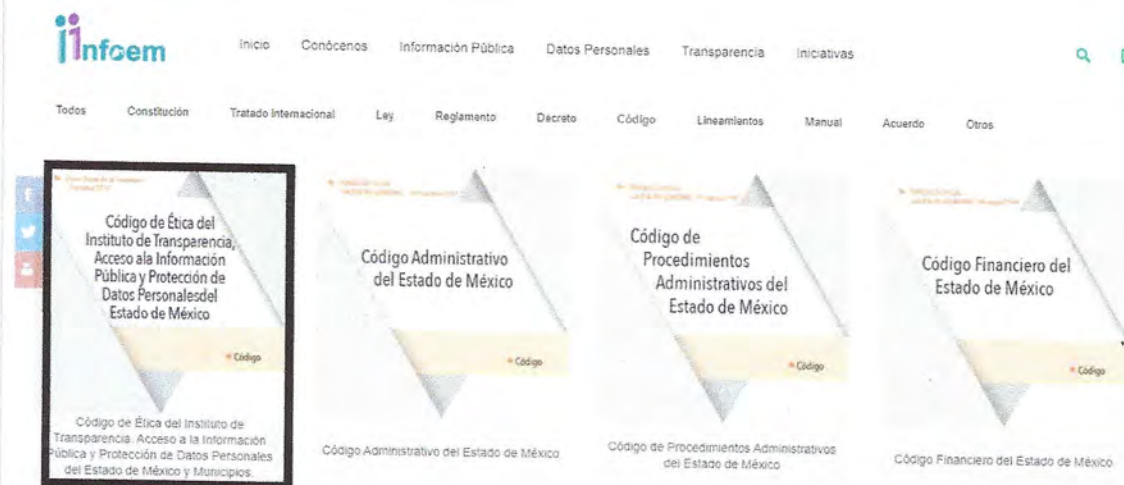 infoem
Inicio Conócenos Información Pública Datos Personales Transparencia Iniciativas
Todos Constitución Tratado Internacional Ley Reglamento Decreto Código Lineamientos Manual Acuerdo Otros
Código de Ética del
Instituto de Transparencia,
Acceso ala Información
Pública y Protección de
Datos Personalesdel
Estado de México
Código
Código de Ética del Instituto de
Transparencia. Acceso a la Información
Pública y Protección de Datos Personales
del Estado de México y Municipios.
Código Administrativo
del Estado de México
Código
Código Administrativo del Estado de México
Código de
Procedimientos
Administrativos del
Estado de México
Código
Código de Procedimientos Administrativos
del Estado de México
Código Financiero del
Estado de México
Código
Código Financiero del Estado de México